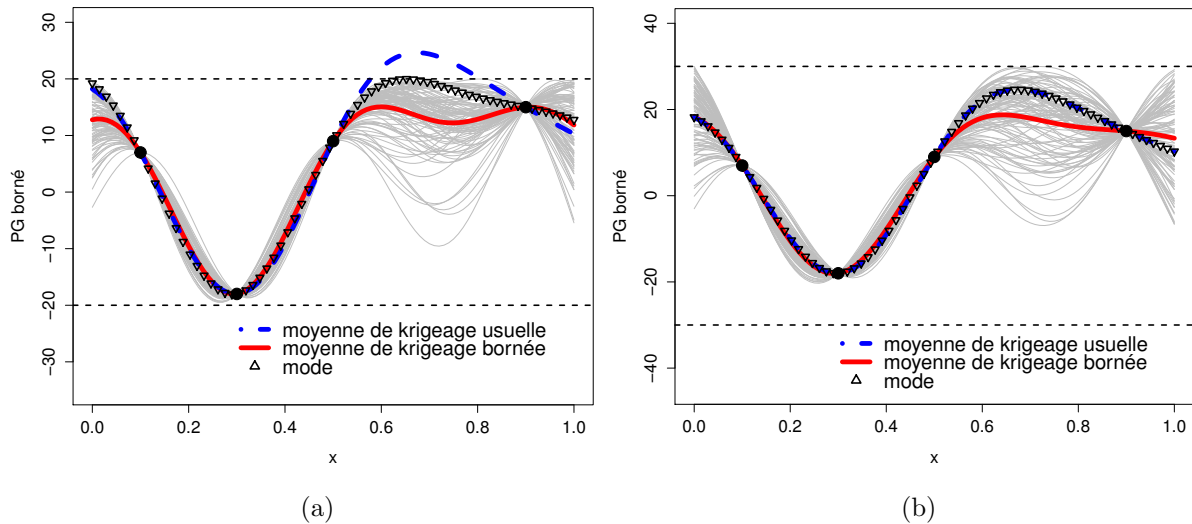 30
20
10
0
−10
−20
−30
PG borné
moyenne de krigeage usuelle
moyenne de krigeage bornée
mode
0.0 0.2 0.4 0.6 0.8 1.0
x
(a)
40
20
0
−20
−40
PG borné
moyenne de krigeage usuelle
moyenne de krigeage bornée
mode
0.0 0.2 0.4 0.6 0.8 1.0
x
(b)